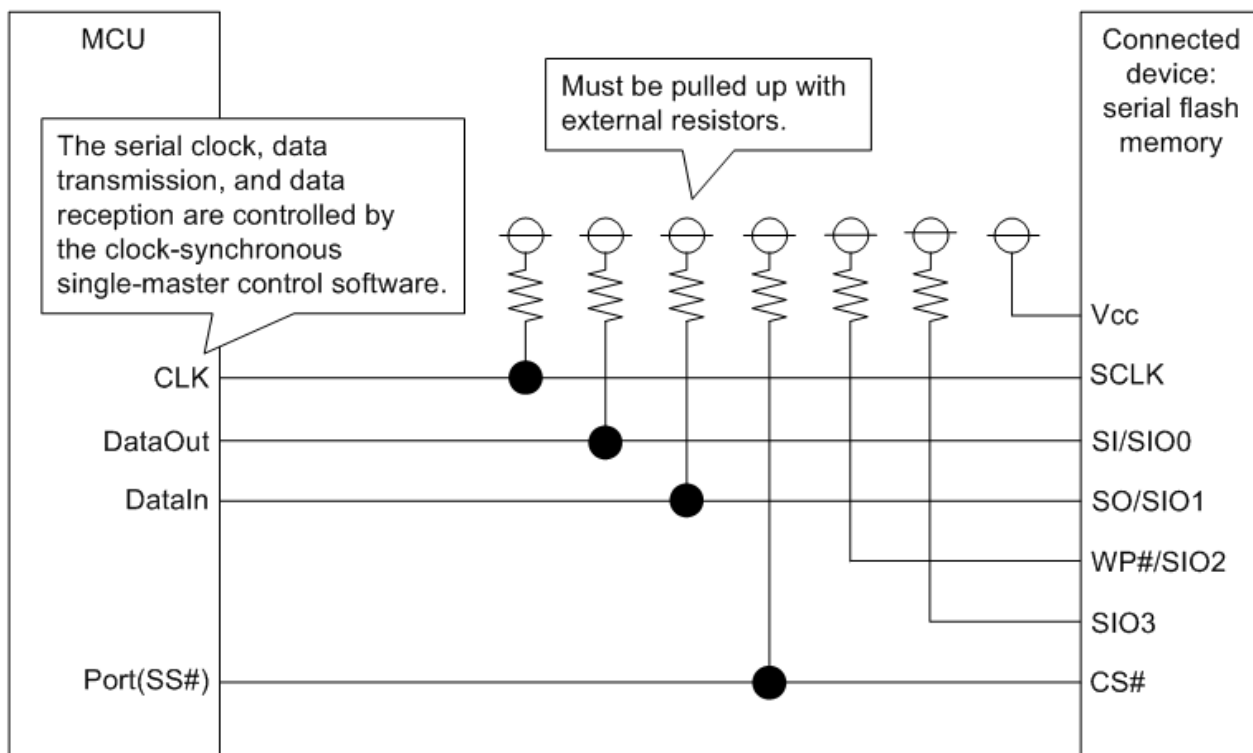 MCU
Connected
device:
serial flash
memory
Must be pulled up with
external resistors.
The serial clock, data
transmission, and data
reception are controlled by
the clock-synchronous
single-master control software.
Vcc
CLK
SCLK
DataOut
SI/SIO0
DataIn
SO/SIO1
WP#/SIO2
SIO3
Port(SS#)
CS#